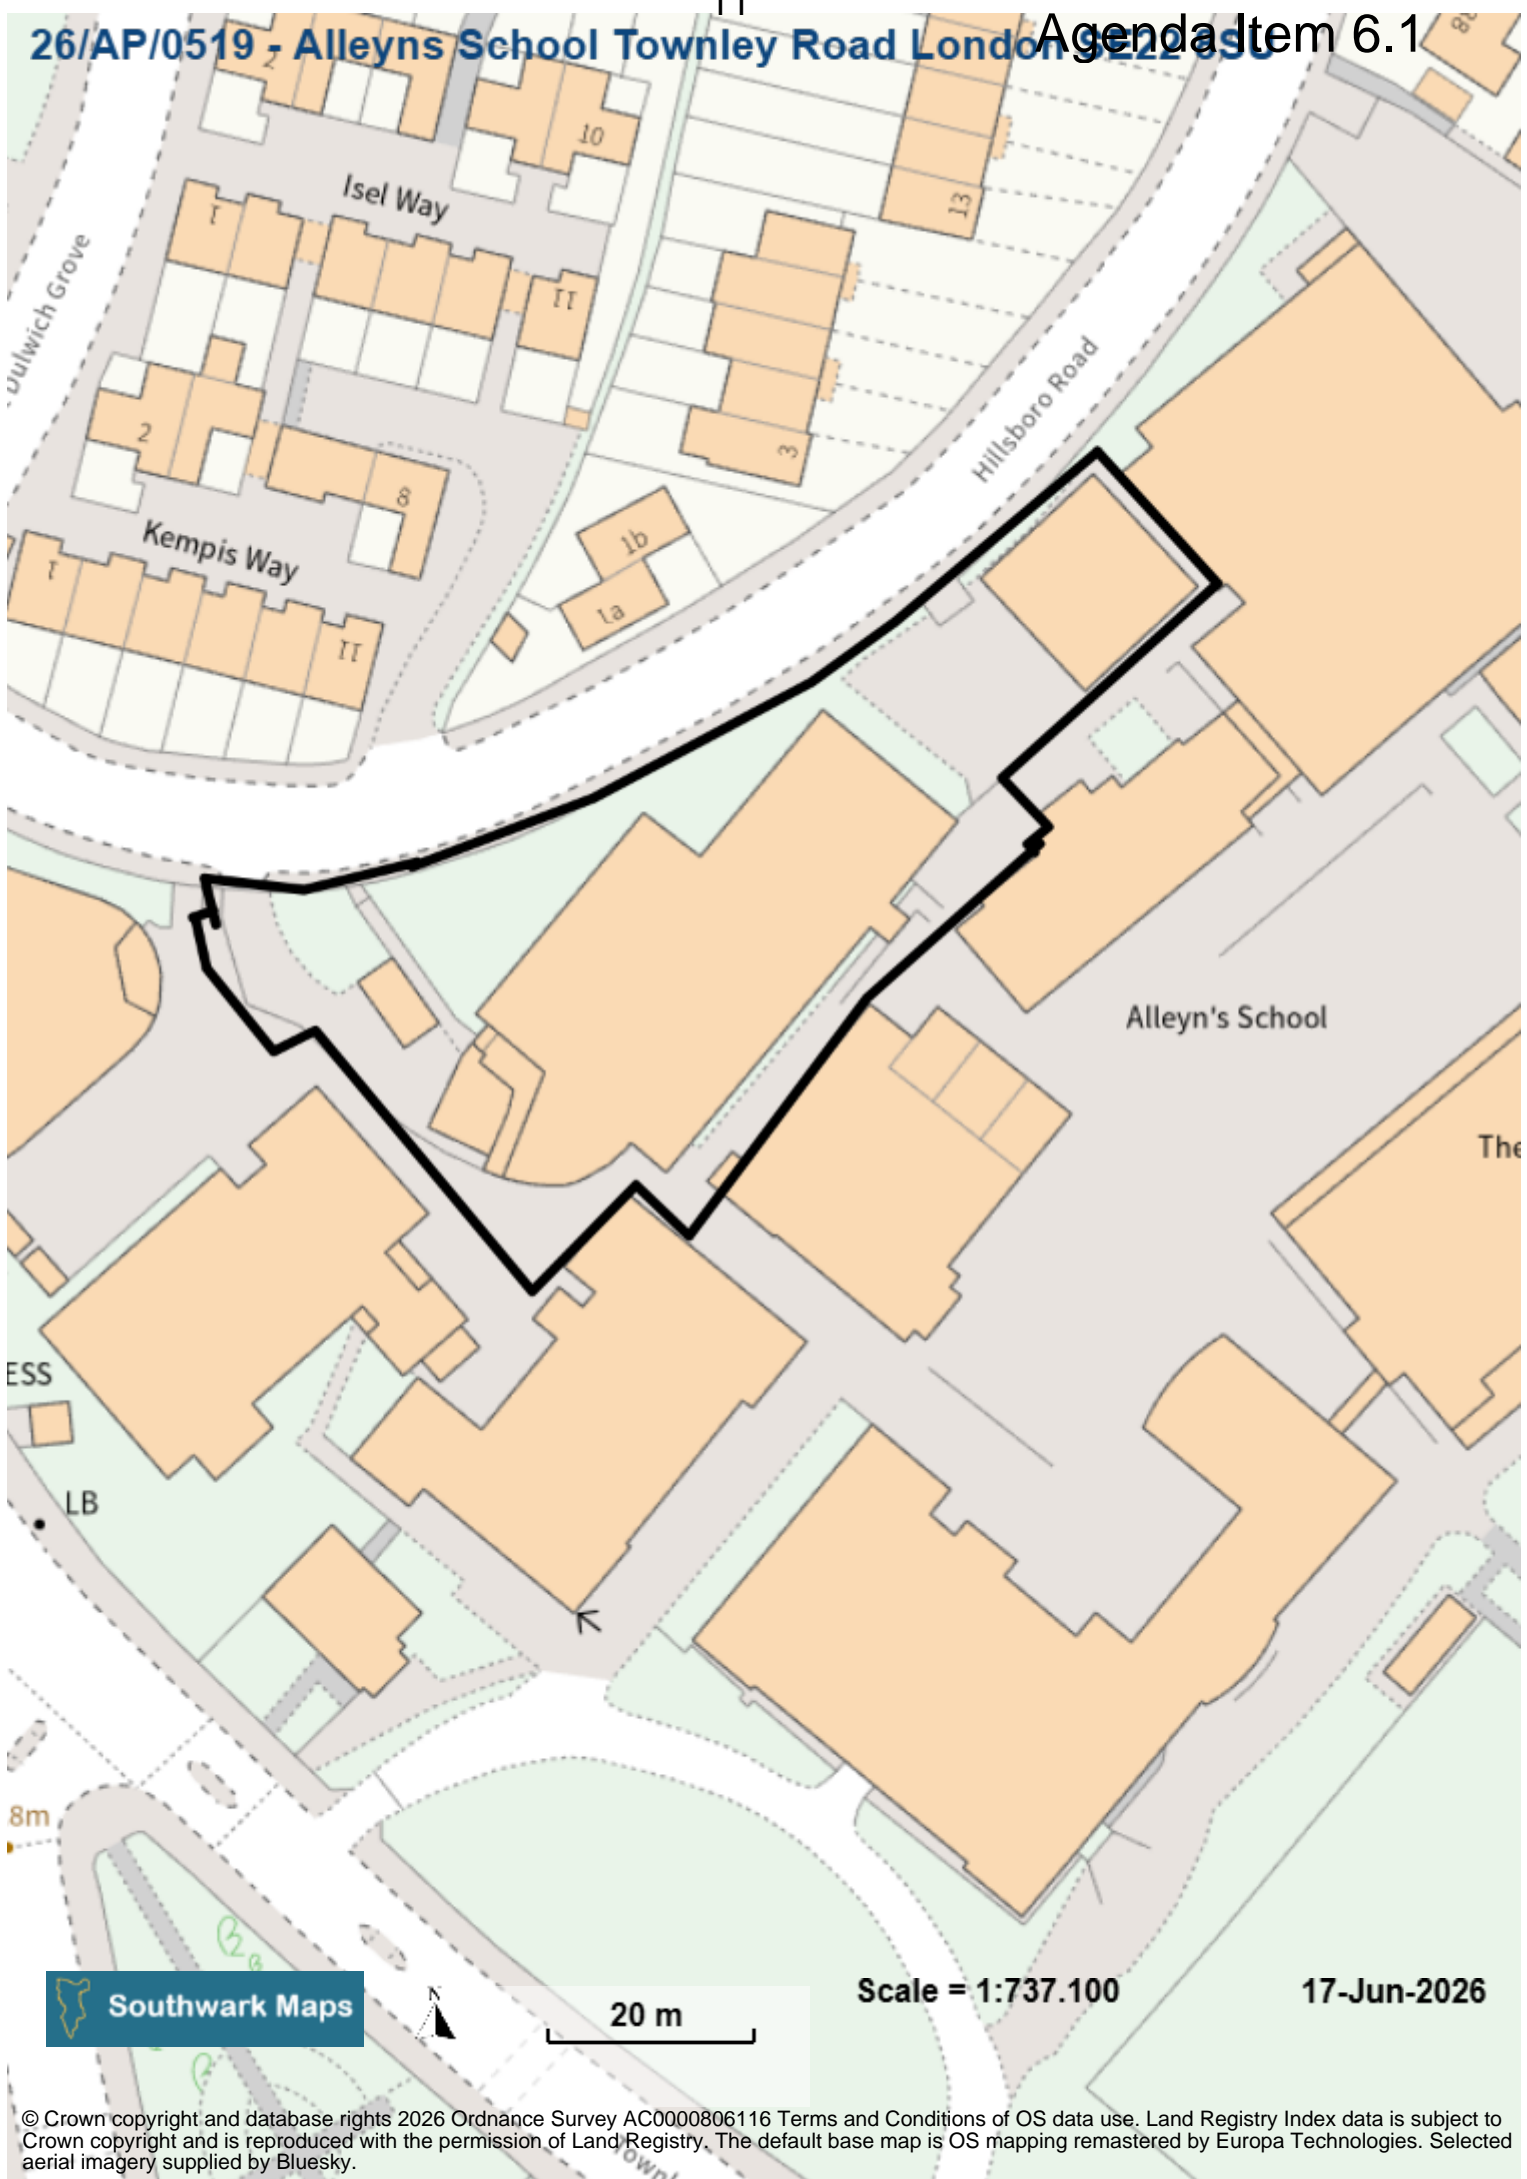 Agenda Item 6.1
26/AP/0519 - Alleyns School Townley Road London SE22 8SU
2
10
Isel Way
1
13
11
Dulwich Grove
3
Hillsboro Road
2
8
Kempis Way
1b
1a
1
11
Alleyn's School
The
ESS
LB
8m
Southwark Maps
N
20 m
Scale = 1:737.100
17-Jun-2026
© Crown copyright and database rights 2026 Ordnance Survey AC0000806116 Terms and Conditions of OS data use. Land Registry Index data is subject to
Crown copyright and is reproduced with the permission of Land Registry. The default base map is OS mapping remastered by Europa Technologies. Selected
aerial imagery supplied by Bluesky.